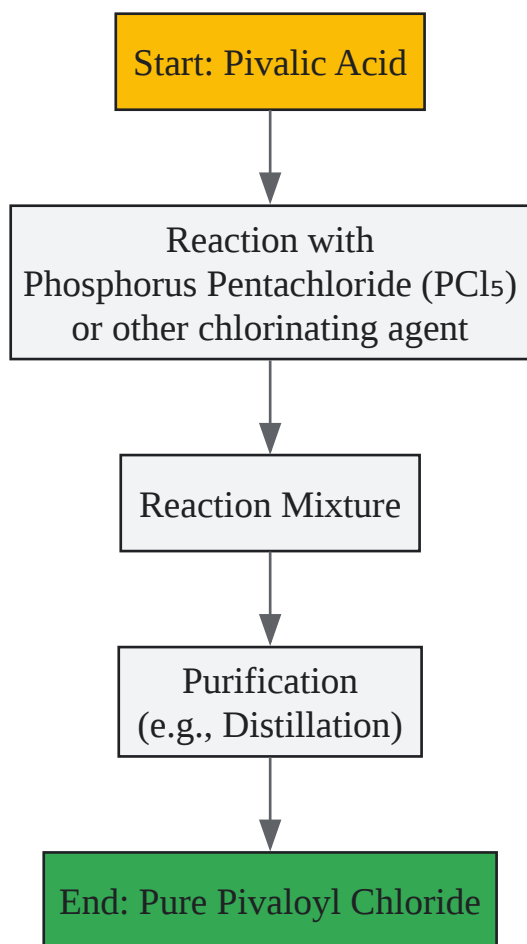 Start: Pivalic Acid
Reaction with
Phosphorus Pentachloride (PCl₅)
or other chlorinating agent
Reaction Mixture
Purification
(e.g., Distillation)
End: Pure Pivaloyl Chloride